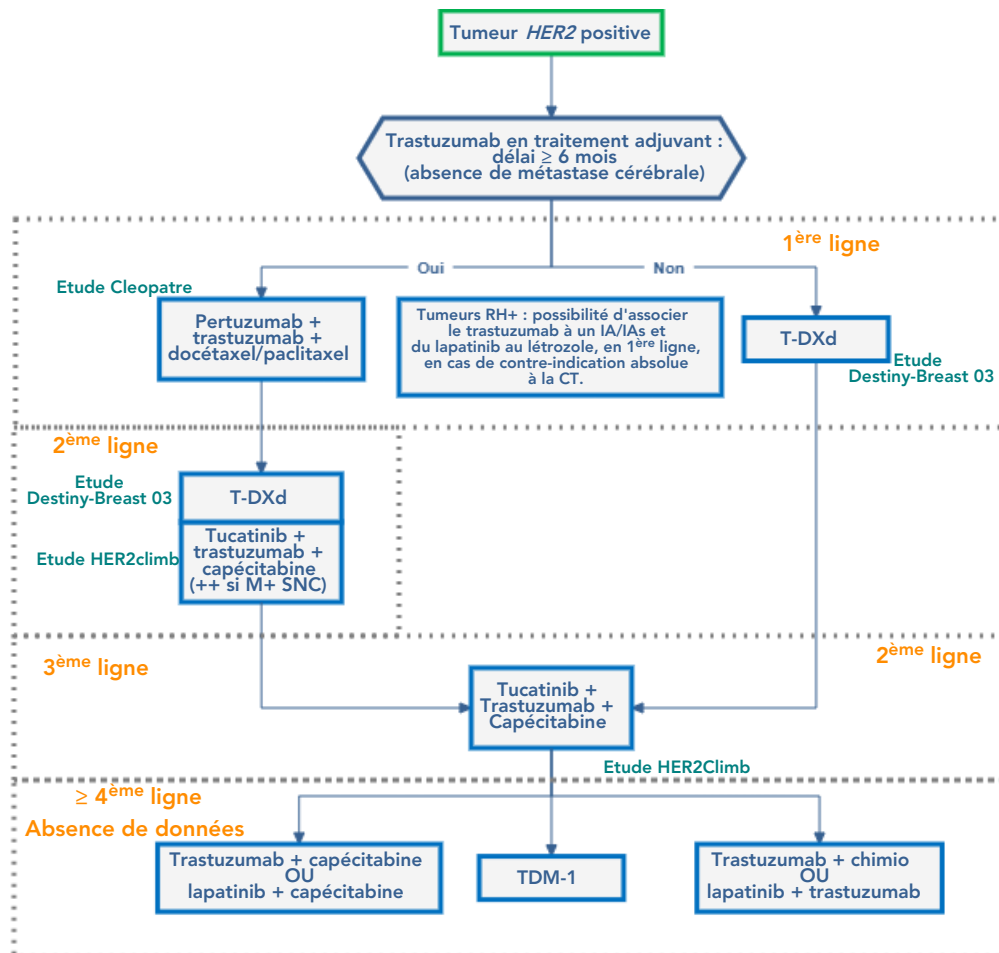 Tumeur HER2 positive
Trastuzumab en traitement adjuvant :
délai ≥ 6 mois
(absence de métastase cérébrale)
1ère ligne
Oui
Non
Etude Cleopatre
Pertuzumab +
trastuzumab +
docétaxel/paclitaxel
Tumeurs RH+ : possibilité d'associer
le trastuzumab à un IA/IAs et
du lapatinib au létrozole, en 1ère ligne,
en cas de contre-indication absolue
à la CT.
T-DXd
Etude
Destiny-Breast 03
2ème ligne
Etude
Destiny-Breast 03
T-DXd
Etude HER2climb
Tucatinib +
trastuzumab +
capécitabine
(++ si M+ SNC)
3ème ligne
2ème ligne
Tucatinib +
Trastuzumab +
Capécitabine
Etude HER2Climb
≥ 4ème ligne
Absence de données
Trastuzumab + capécitabine
OU
lapatinib + capécitabine
TDM-1
Trastuzumab + chimio
OU
lapatinib + trastuzumab